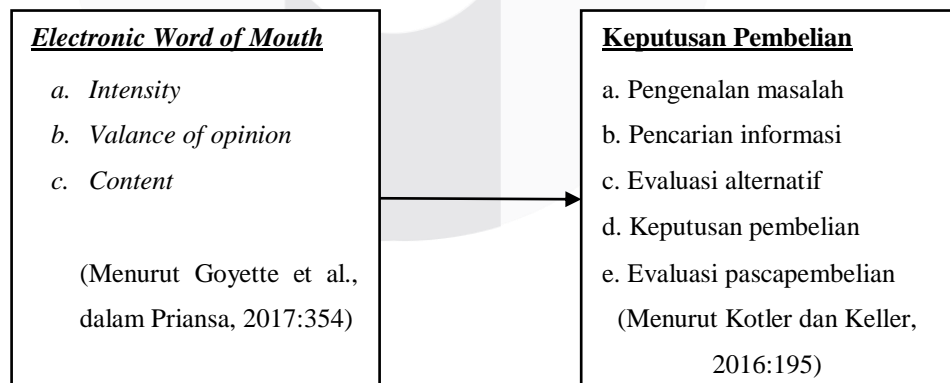 Electronic Word of Mouth
a. Intensity
b. Valance of opinion
c. Content
(Menurut Goyette et al.,
dalam Priansa, 2017:354)
Keputusan Pembelian
a. Pengenalan masalah
b. Pencarian informasi
c. Evaluasi alternatif
d. Keputusan pembelian
e. Evaluasi pascapembelian
(Menurut Kotler dan Keller,
2016:195)